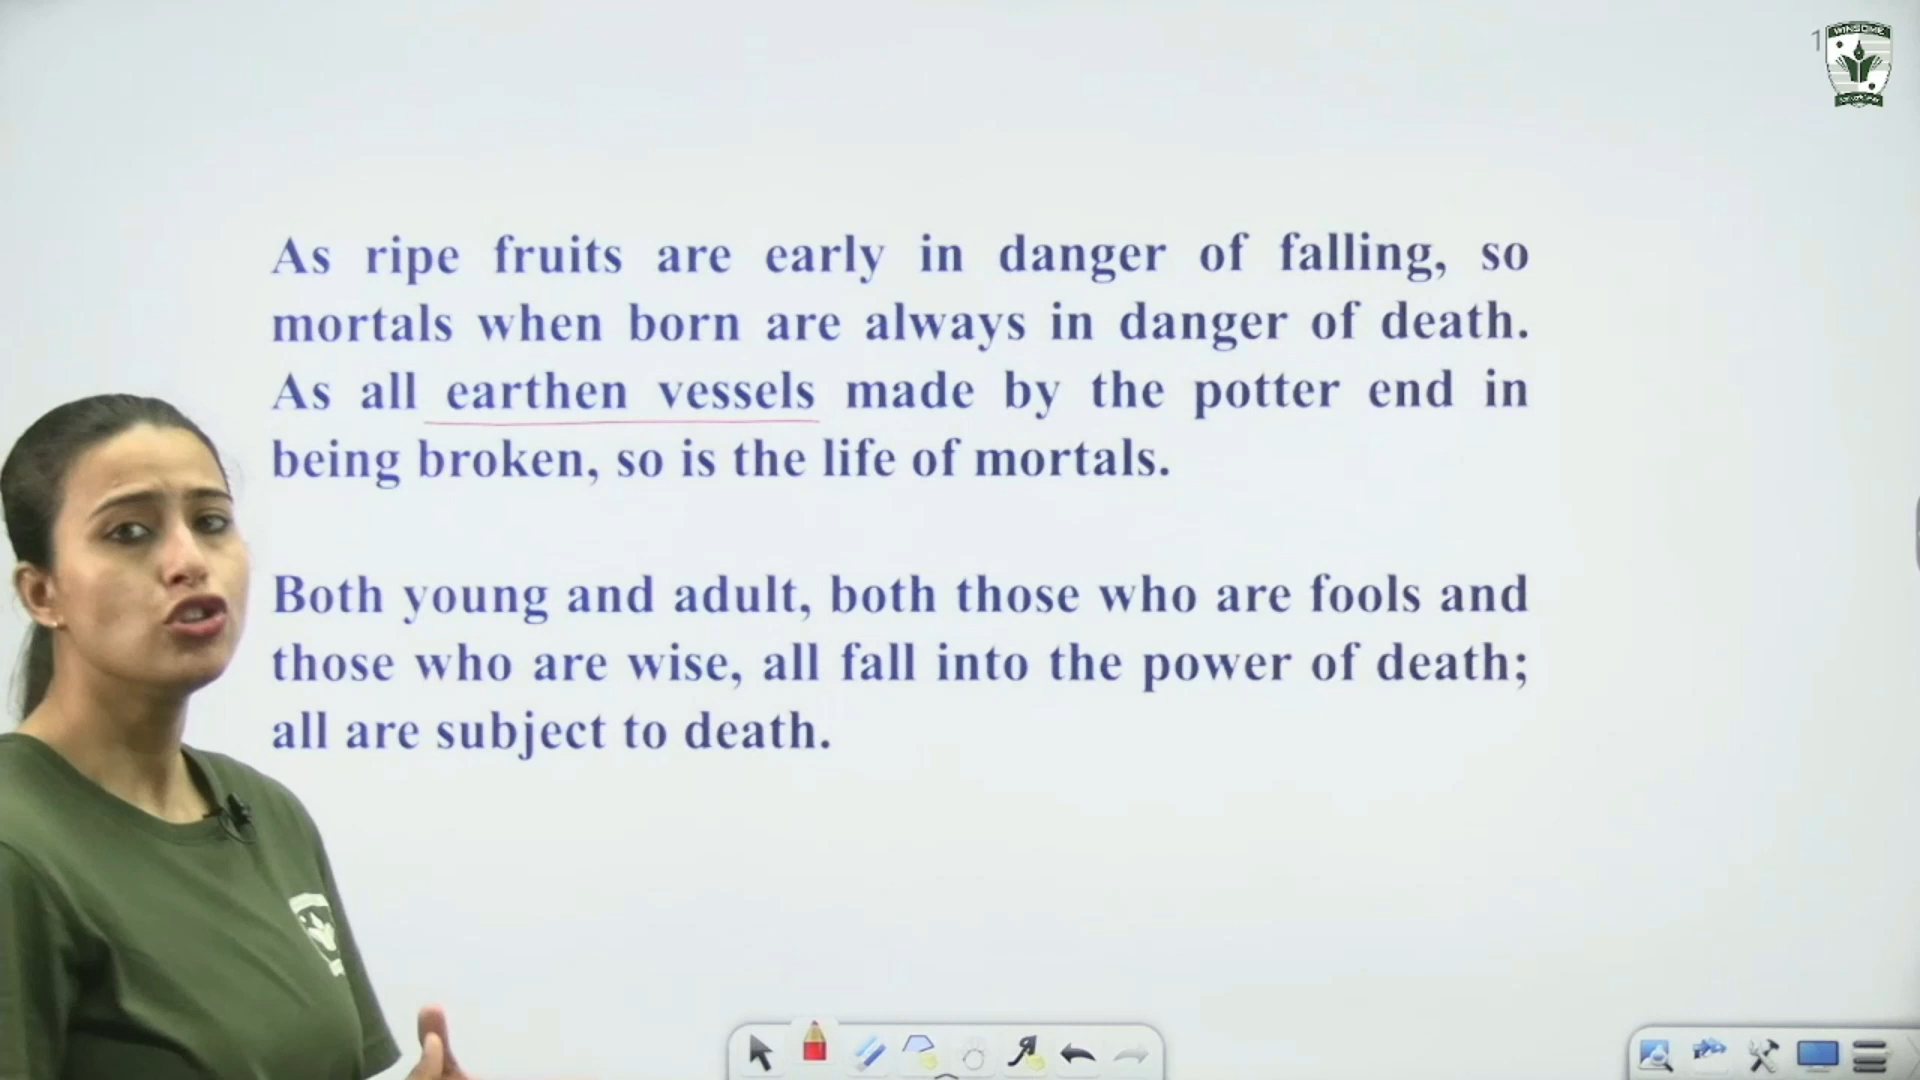 1
WINSOME
As ripe fruits are early in danger of falling, so
mortals when born are always in danger of death.
As all earthen vessels made by the potter end in
being broken, so is the life of mortals.
Both young and adult, both those who are fools and
those who are wise, all fall into the power of death;
all are subject to death.